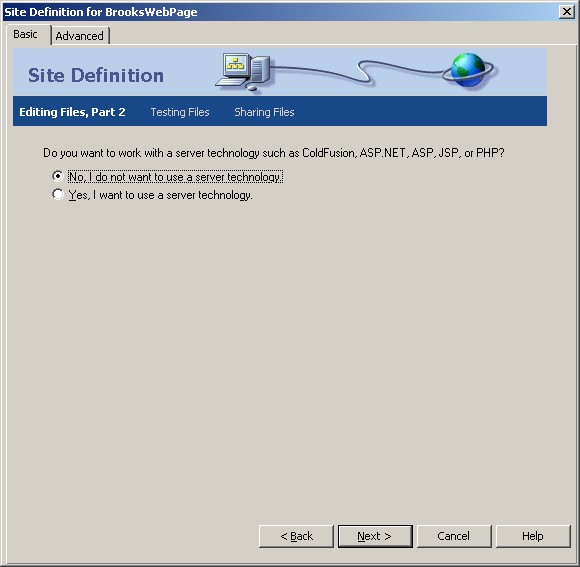 Site Definition for BrooksWebPage
Basic
Advanced
Site Definition
Editing Files, Part 2
Testing Files
Sharing Files
Do you want to work with a server technology such as ColdFusion, ASP.NET, ASP, JSP, or PHP?
No, I do not want to use a server technology.
Yes, I want to use a server technology.
< Back
Next >
Cancel
Help